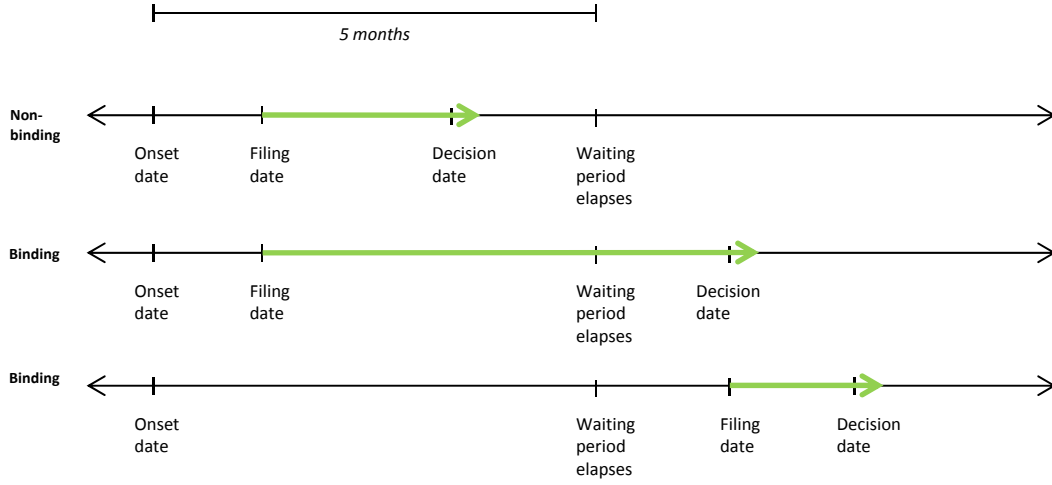 5 months
Non-
binding
Onset
date
Filing
date
Decision
date
Waiting
period
elapses
Binding
Onset
date
Filing
date
Waiting
period
elapses
Decision
date
Binding
Onset
date
Waiting
period
elapses
Filing
date
Decision
date